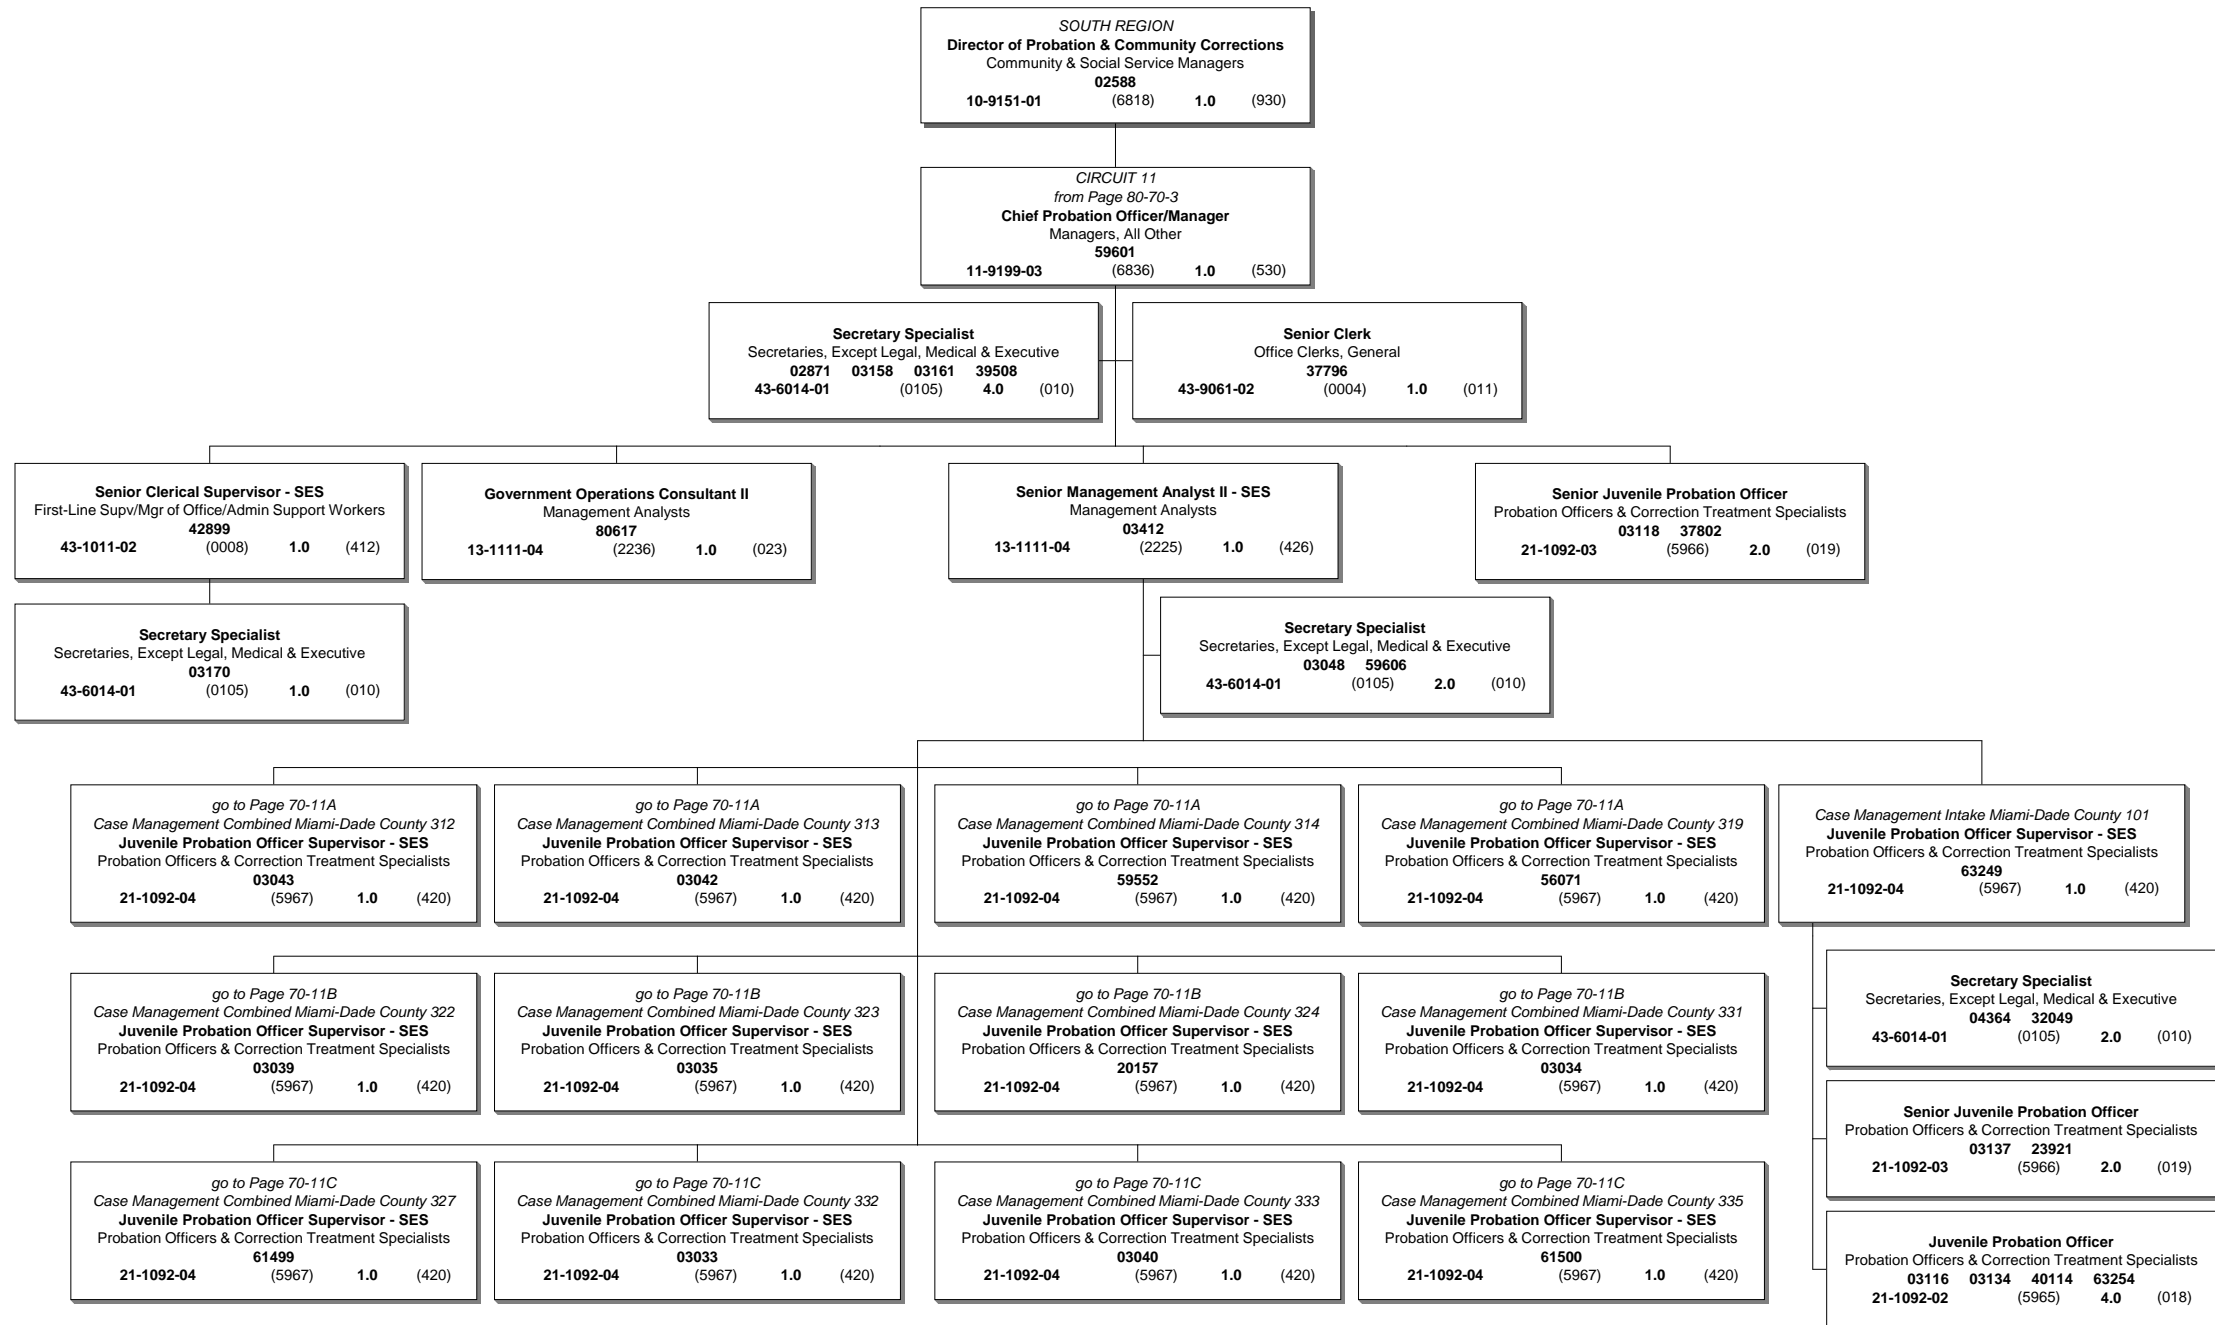 SOUTH REGION
Director of Probation & Community Corrections
Community & Social Service Managers
02588
10-9151-01 (6818) 1.0 (930)
CIRCUIT 11
from Page 80-70-3
Chief Probation Officer/Manager
Managers, All Other
59601
11-9199-03 (6836) 1.0 (530)
Secretary Specialist
Secretaries, Except Legal, Medical & Executive
02871 03158 03161 39508
43-6014-01 (0105) 4.0 (010)
Senior Clerk
Office Clerks, General
37796
43-9061-02 (0004) 1.0 (011)
Senior Clerical Supervisor - SES
First-Line Supv/Mgr of Office/Admin Support Workers
42899
43-1011-02 (0008) 1.0 (412)
Government Operations Consultant II
Management Analysts
80617
13-1111-04 (2236) 1.0 (023)
Senior Management Analyst II - SES
Management Analysts
03412
13-1111-04 (2225) 1.0 (426)
Senior Juvenile Probation Officer
Probation Officers & Correction Treatment Specialists
03118 37802
21-1092-03 (5966) 2.0 (019)
Secretary Specialist
Secretaries, Except Legal, Medical & Executive
03170
43-6014-01 (0105) 1.0 (010)
Secretary Specialist
Secretaries, Except Legal, Medical & Executive
03048 59606
43-6014-01 (0105) 2.0 (010)
go to Page 70-11A
Case Management Combined Miami-Dade County 312
Juvenile Probation Officer Supervisor - SES
Probation Officers & Correction Treatment Specialists
03043
21-1092-04 (5967) 1.0 (420)
go to Page 70-11A
Case Management Combined Miami-Dade County 313
Juvenile Probation Officer Supervisor - SES
Probation Officers & Correction Treatment Specialists
03042
21-1092-04 (5967) 1.0 (420)
go to Page 70-11A
Case Management Combined Miami-Dade County 314
Juvenile Probation Officer Supervisor - SES
Probation Officers & Correction Treatment Specialists
59552
21-1092-04 (5967) 1.0 (420)
go to Page 70-11A
Case Management Combined Miami-Dade County 319
Juvenile Probation Officer Supervisor - SES
Probation Officers & Correction Treatment Specialists
56071
21-1092-04 (5967) 1.0 (420)
Case Management Intake Miami-Dade County 101
Juvenile Probation Officer Supervisor - SES
Probation Officers & Correction Treatment Specialists
63249
21-1092-04 (5967) 1.0 (420)
go to Page 70-11B
Case Management Combined Miami-Dade County 322
Juvenile Probation Officer Supervisor - SES
Probation Officers & Correction Treatment Specialists
03039
21-1092-04 (5967) 1.0 (420)
go to Page 70-11B
Case Management Combined Miami-Dade County 323
Juvenile Probation Officer Supervisor - SES
Probation Officers & Correction Treatment Specialists
03035
21-1092-04 (5967) 1.0 (420)
go to Page 70-11B
Case Management Combined Miami-Dade County 324
Juvenile Probation Officer Supervisor - SES
Probation Officers & Correction Treatment Specialists
20157
21-1092-04 (5967) 1.0 (420)
go to Page 70-11B
Case Management Combined Miami-Dade County 331
Juvenile Probation Officer Supervisor - SES
Probation Officers & Correction Treatment Specialists
03034
21-1092-04 (5967) 1.0 (420)
Secretary Specialist
Secretaries, Except Legal, Medical & Executive
04364 32049
43-6014-01 (0105) 2.0 (010)
Senior Juvenile Probation Officer
Probation Officers & Correction Treatment Specialists
03137 23921
21-1092-03 (5966) 2.0 (019)
go to Page 70-11C
Case Management Combined Miami-Dade County 327
Juvenile Probation Officer Supervisor - SES
Probation Officers & Correction Treatment Specialists
61499
21-1092-04 (5967) 1.0 (420)
go to Page 70-11C
Case Management Combined Miami-Dade County 332
Juvenile Probation Officer Supervisor - SES
Probation Officers & Correction Treatment Specialists
03033
21-1092-04 (5967) 1.0 (420)
go to Page 70-11C
Case Management Combined Miami-Dade County 333
Juvenile Probation Officer Supervisor - SES
Probation Officers & Correction Treatment Specialists
03040
21-1092-04 (5967) 1.0 (420)
go to Page 70-11C
Case Management Combined Miami-Dade County 335
Juvenile Probation Officer Supervisor - SES
Probation Officers & Correction Treatment Specialists
61500
21-1092-04 (5967) 1.0 (420)
Juvenile Probation Officer
Probation Officers & Correction Treatment Specialists
03116 03134 40114 63254
21-1092-02 (5965) 4.0 (018)